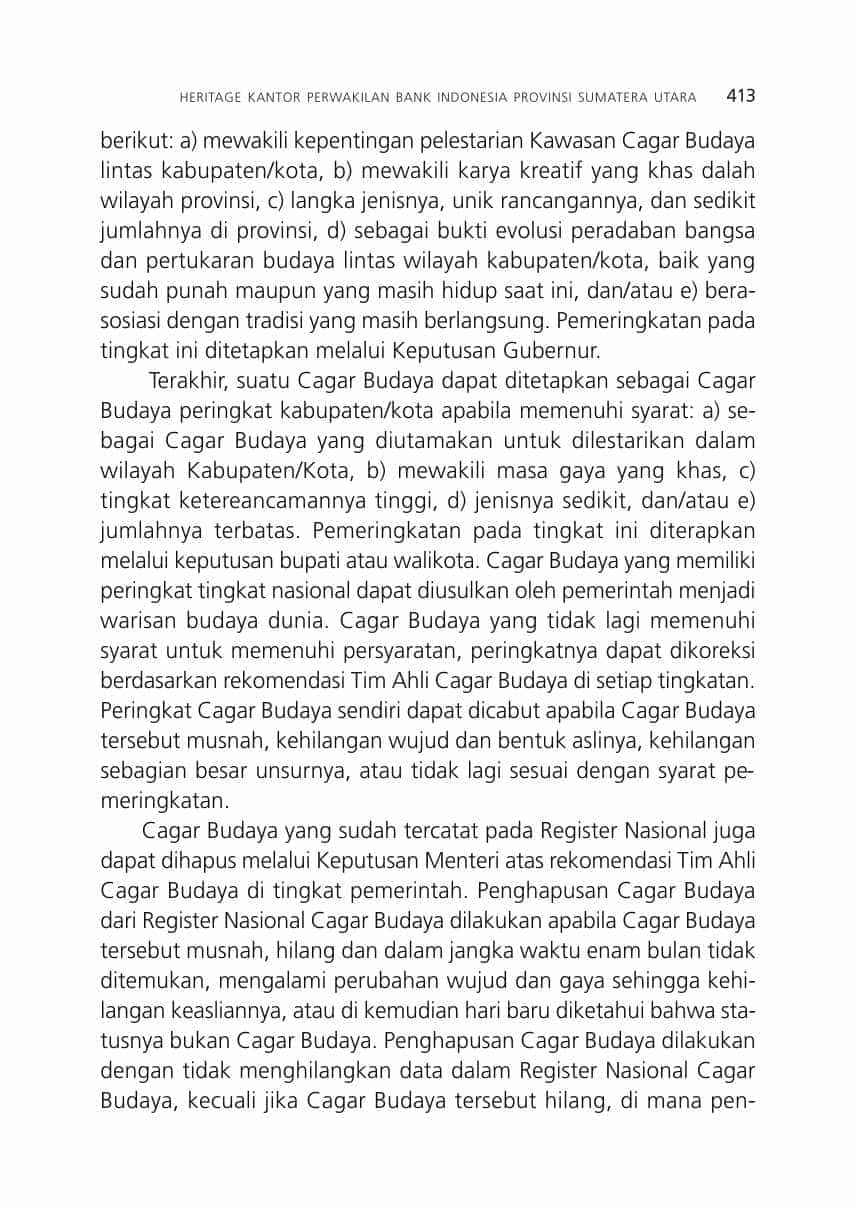 HERITAGE KANTOR PERWAKILAN BANK INDONESIA PROVINSI SUMATERA UTARA 413
berikut: a) mewakili kepentingan pelestarian Kawasan Cagar Budaya
lintas kabupaten/kota, b) mewakili karya kreatif yang khas dalah
wilayah provinsi, c) langka jenisnya, unik rancangannya, dan sedikit
jumlahnya di provinsi, d) sebagai bukti evolusi peradaban bangsa
dan pertukaran budaya lintas wilayah kabupaten/kota, baik yang
sudah punah maupun yang masih hidup saat ini, dan/atau e) bera-
sosiasi dengan tradisi yang masih berlangsung. Pemeringkatan pada
tingkat ini ditetapkan melalui Keputusan Gubernur.
Terakhir, suatu Cagar Budaya dapat ditetapkan sebagai Cagar
Budaya peringkat kabupaten/kota apabila memenuhi syarat: a) se-
bagai Cagar Budaya yang diutamakan untuk dilestarikan dalam
wilayah Kabupaten/Kota, b) mewakili masa gaya yang khas, c)
tingkat ketereancamannya tinggi, d) jenisnya sedikit, dan/atau e)
jumlahnya terbatas. Pemeringkatan pada tingkat ini diterapkan
melalui keputusan bupati atau walikota. Cagar Budaya yang memiliki
peringkat tingkat nasional dapat diusulkan oleh pemerintah menjadi
warisan budaya dunia. Cagar Budaya yang tidak lagi memenuhi
syarat untuk memenuhi persyaratan, peringkatnya dapat dikoreksi
berdasarkan rekomendasi Tim Ahli Cagar Budaya di setiap tingkatan.
Peringkat Cagar Budaya sendiri dapat dicabut apabila Cagar Budaya
tersebut musnah, kehilangan wujud dan bentuk aslinya, kehilangan
sebagian besar unsurnya, atau tidak lagi sesuai dengan syarat pe-
meringkatan.
Cagar Budaya yang sudah tercatat pada Register Nasional juga
dapat dihapus melalui Keputusan Menteri atas rekomendasi Tim Ahli
Cagar Budaya di tingkat pemerintah. Penghapusan Cagar Budaya
dari Register Nasional Cagar Budaya dilakukan apabila Cagar Budaya
tersebut musnah, hilang dan dalam jangka waktu enam bulan tidak
ditemukan, mengalami perubahan wujud dan gaya sehingga kehi-
langan keasliannya, atau di kemudian hari baru diketahui bahwa sta-
tusnya bukan Cagar Budaya. Penghapusan Cagar Budaya dilakukan
dengan tidak menghilangkan data dalam Register Nasional Cagar
Budaya, kecuali jika Cagar Budaya tersebut hilang, di mana pen-